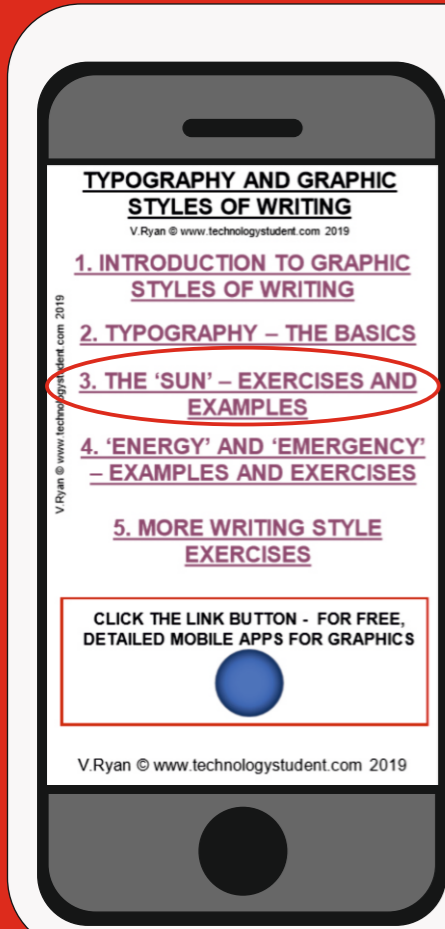 TYPOGRAPHY AND GRAPHIC
STYLES OF WRITING
V.Ryan © www.technologystudent.com 2019
1. INTRODUCTION TO GRAPHIC
STYLES OF WRITING
2. TYPOGRAPHY – THE BASICS
3. THE ‘SUN’ – EXERCISES AND
EXAMPLES
4. ‘ENERGY’ AND ‘EMERGENCY’
– EXAMPLES AND EXERCISES
5. MORE WRITING STYLE
EXERCISES
V.Ryan © www.technologystudent.com 2019
CLICK THE LINK BUTTON - FOR FREE,
DETAILED MOBILE APPS FOR GRAPHICS
V.Ryan © www.technologystudent.com 2019